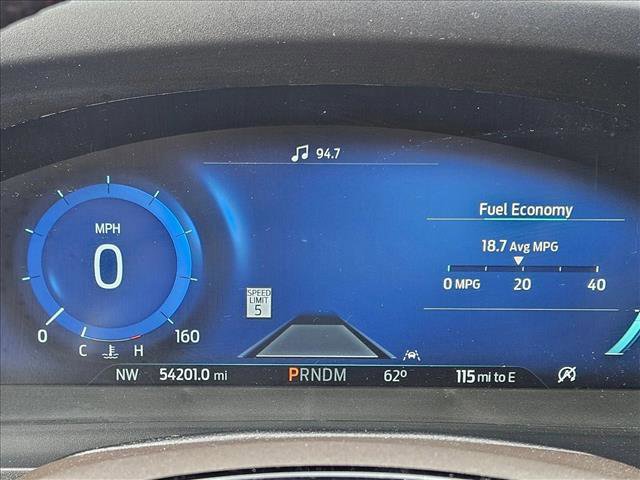 94.7
MPH
0
0 160
C H
SPEED
LIMIT
5
Fuel Economy
18.7 Avg MPG
0 MPG 20 40
NW 54201.0 mi PRNDM 62º 115 mi to E